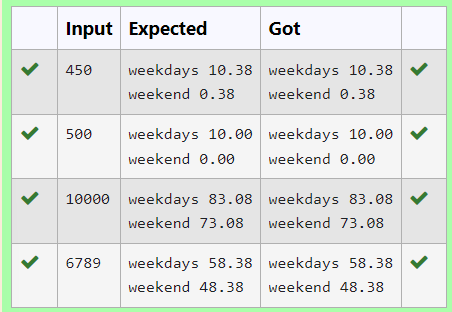 Input Expected Got
450 weekdays 10.38 weekdays 10.38
weekend 0.38 weekend 0.38
500 weekdays 10.00 weekdays 10.00
weekend 0.00 weekend 0.00
10000 weekdays 83.08 weekdays 83.08
weekend 73.08 weekend 73.08
6789 weekdays 58.38 weekdays 58.38
weekend 48.38 weekend 48.38